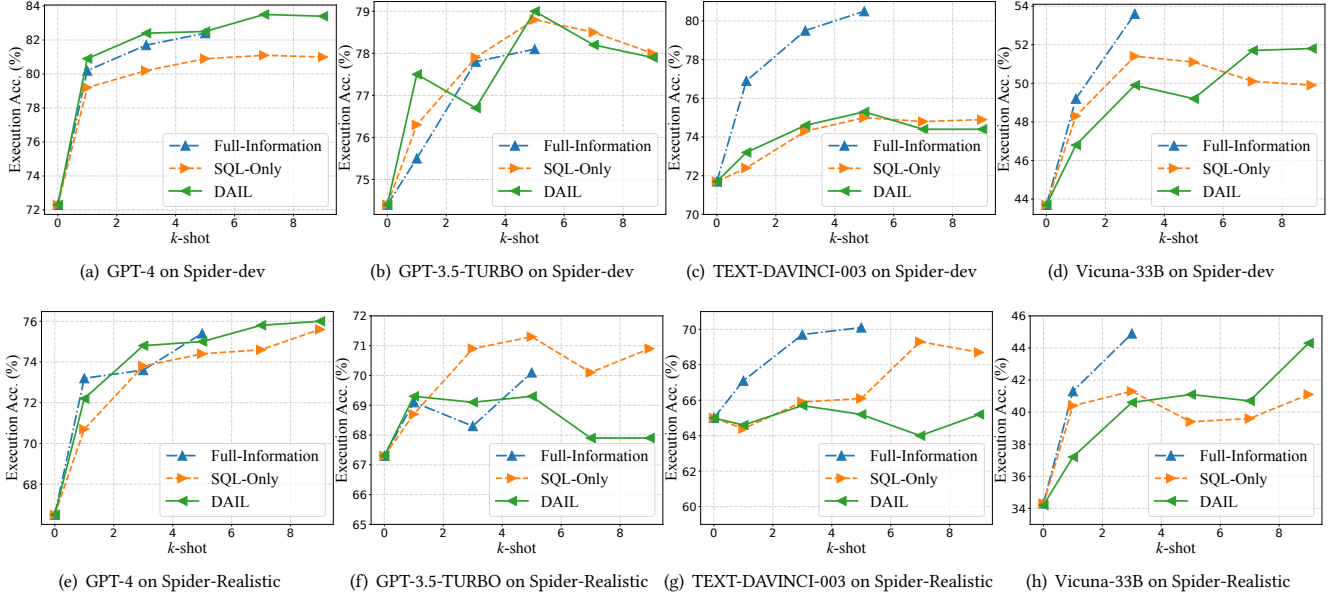 84
82
80
78
76
74
72
Execution Acc. (%)
0 2 4 6 8
k-shot
Full-Information
SQL-Only
DAIL
(a) GPT-4 on Spider-dev
79
78
77
76
75
Execution Acc. (%)
0 2 4 6 8
k-shot
Full-Information
SQL-Only
DAIL
(b) GPT-3.5-TURBO on Spider-dev
82
80
78
76
74
72
70
Execution Acc. (%)
0 2 4 6 8
k-shot
Full-Information
SQL-Only
DAIL
(c) TEXT-DAVINCI-003 on Spider-dev
54
52
50
48
46
44
Execution Acc. (%)
0 2 4 6 8
k-shot
Full-Information
SQL-Only
DAIL
(d) Vicuna-33B on Spider-dev
76
74
72
70
68
Execution Acc. (%)
0 2 4 6 8
k-shot
Full-Information
SQL-Only
DAIL
(e) GPT-4 on Spider-Realistic
72
71
70
69
68
67
66
65
Execution Acc. (%)
0 2 4 6 8
k-shot
Full-Information
SQL-Only
DAIL
(f) GPT-3.5-TURBO on Spider-Realistic
70
68
66
64
62
60
Execution Acc. (%)
0 2 4 6 8
k-shot
Full-Information
SQL-Only
DAIL
(g) TEXT-DAVINCI-003 on Spider-Realistic
46
44
42
40
38
36
34
Execution Acc. (%)
0 2 4 6 8
k-shot
Full-Information
SQL-Only
DAIL
(h) Vicuna-33B on Spider-Realistic